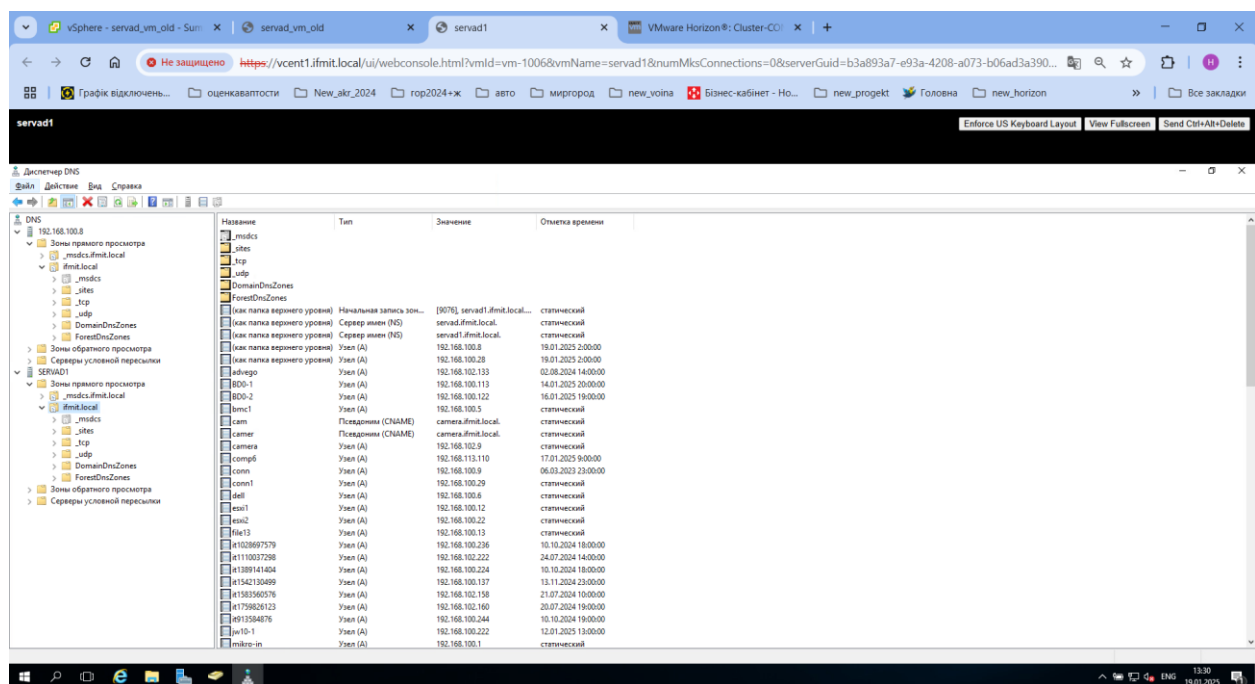 vSphere - servad_vm_old - Sum
servad_vm_old
servad1
VMware Horizon®: Cluster-CO
Не защищено https://vcent1.ifmit.local/ui/webconsole.html?vmId=vm-1006&vmName=servad1&numMksConnections=0&serverGuid=b3a893a7-e93a-4208-a073-b06ad3a390...
H
Графік відключень... оценкаваптости New_akr_2024 гор2024+ж авто миргород new_voina Бізнес-кабінет - Но... new_progekt Головна new_horizon » Все закладки
servad1 Enforce US Keyboard Layout View Fullscreen Send Ctrl+Alt+Delete
Диспетчер DNS
Файл Действие Вид Справка
DNS
192.168.100.8
Зоны прямого просмотра
_msdcs.ifmit.local
ifmit.local
_msdcs
_sites
_tcp
_udp
DomainDnsZones
ForestDnsZones
Зоны обратного просмотра
Серверы условной пересылки
SERVAD1
Зоны прямого просмотра
_msdcs.ifmit.local
ifmit.local
_msdcs
_sites
_tcp
_udp
DomainDnsZones
ForestDnsZones
Зоны обратного просмотра
Серверы условной пересылки
Название Тип Значение Отметка времени
_msdcs
_sites
_tcp
_udp
DomainDnsZones
ForestDnsZones
(как папка верхнего уровня) Начальная запись зон... [9076], servad1.ifmit.local.... статический
(как папка верхнего уровня) Сервер имен (NS) servad.ifmit.local. статический
(как папка верхнего уровня) Сервер имен (NS) servad1.ifmit.local. статический
(как папка верхнего уровня) Узел (A) 192.168.100.8 19.01.2025 2:00:00
(как папка верхнего уровня) Узел (A) 192.168.100.28 19.01.2025 2:00:00
advego Узел (A) 192.168.102.133 02.08.2024 14:00:00
BD0-1 Узел (A) 192.168.100.113 14.01.2025 20:00:00
BD0-2 Узел (A) 192.168.100.122 16.01.2025 19:00:00
bmc1 Узел (A) 192.168.100.5 статический
cam Псевдоним (CNAME) camera.ifmit.local. статический
camer Псевдоним (CNAME) camera.ifmit.local. статический
camera Узел (A) 192.168.102.9 статический
comp6 Узел (A) 192.168.113.110 17.01.2025 9:00:00
conn Узел (A) 192.168.100.9 06.03.2023 23:00:00
conn1 Узел (A) 192.168.100.29 статический
dell Узел (A) 192.168.100.6 статический
esxi1 Узел (A) 192.168.100.12 статический
esxi2 Узел (A) 192.168.100.22 статический
file13 Узел (A) 192.168.100.13 статический
it1028697579 Узел (A) 192.168.100.236 10.10.2024 18:00:00
it1110037298 Узел (A) 192.168.102.222 24.07.2024 14:00:00
it1389141404 Узел (A) 192.168.100.224 10.10.2024 18:00:00
it1542130499 Узел (A) 192.168.100.137 13.11.2024 23:00:00
it1583560576 Узел (A) 192.168.102.158 21.07.2024 10:00:00
it1759826123 Узел (A) 192.168.102.160 20.07.2024 19:00:00
it913584876 Узел (A) 192.168.100.244 10.10.2024 19:00:00
jw10-1 Узел (A) 192.168.100.222 12.01.2025 13:00:00
mikro-in Узел (A) 192.168.100.1 статический
ENG 13:30
19.01.2025